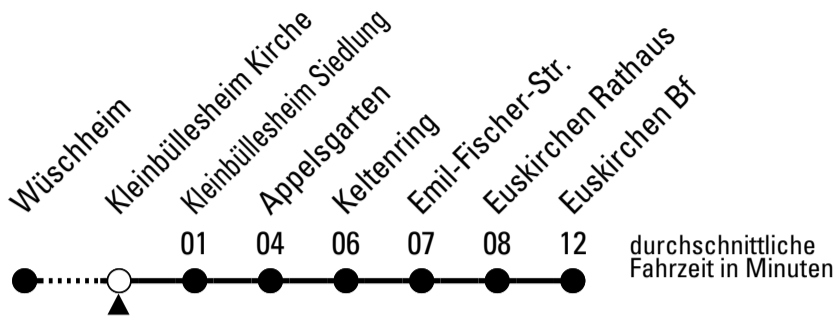 Wüschheim
Kleinbüllesheim Kirche
Kleinbüllesheim Siedlung
Appelsgarten
Keltenring
Emil-Fischer-Str.
Euskirchen Rathaus
Euskirchen Bf
01 04 06 07 08 12
durchschnittliche
Fahrzeit in Minuten